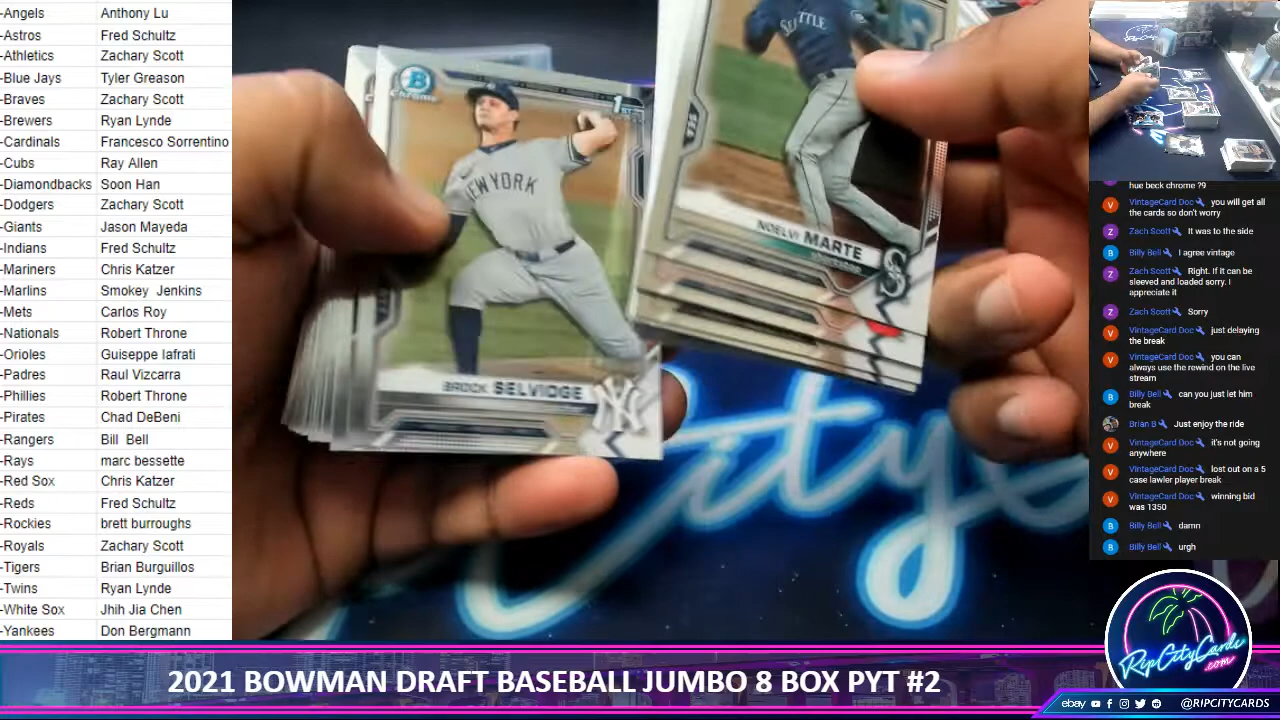 -Angels Anthony Lu
-Astros Fred Schultz
-Athletics Zachary Scott
-Blue Jays Tyler Greason
-Braves Zachary Scott
-Brewers Ryan Lynde
-Cardinals Francesco Sorrentino
-Cubs Ray Allen
-Diamondbacks Soon Han
-Dodgers Zachary Scott
-Giants Jason Mayeda
-Indians Fred Schultz
-Mariners Chris Katzer
-Marlins Smokey Jenkins
-Mets Carlos Roy
-Nationals Robert Throne
-Orioles Guiseppe Iafrati
-Padres Raul Vizcarra
-Phillies Robert Throne
-Pirates Chad DeBeni
-Rangers Bill Bell
-Rays marc bessette
-Red Sox Chris Katzer
-Reds Fred Schultz
-Rockies brett burroughs
-Royals Zachary Scott
-Tigers Brian Burguillos
-Twins Ryan Lynde
-White Sox Jhih Jia Chen
-Yankees Don Bergmann
B
Chrome
1ST
NEW YORK
BROCK SELVIDGE
NY
SEATTLE
NOELVI MARTE
S
City
hue beck chrome ?9
V VintageCard Doc you will get all
the cards so don't worry
Z Zach Scott It was to the
side
B Billy Bell I agree vintage
Z Zach Scott Right. If it can be
sleeved and loaded sorry. I
appreciate it
Z Zach Scott Sorry
V VintageCard Doc just delaying
the break
V VintageCard Doc you can
always use the rewind on the live
stream
B Billy Bell can you just let him
break
Brian B Just enjoy the ride
V VintageCard Doc it's not going
anywhere
V VintageCard Doc lost out on a 5
case lawler player break
V VintageCard Doc winning bid
was 1350
B Billy Bell damn
B Billy Bell urgh
RipCityCards
.com
2021 BOWMAN DRAFT BASEBALL JUMBO 8 BOX PYT #2
ebay @RIPCITYCARDS